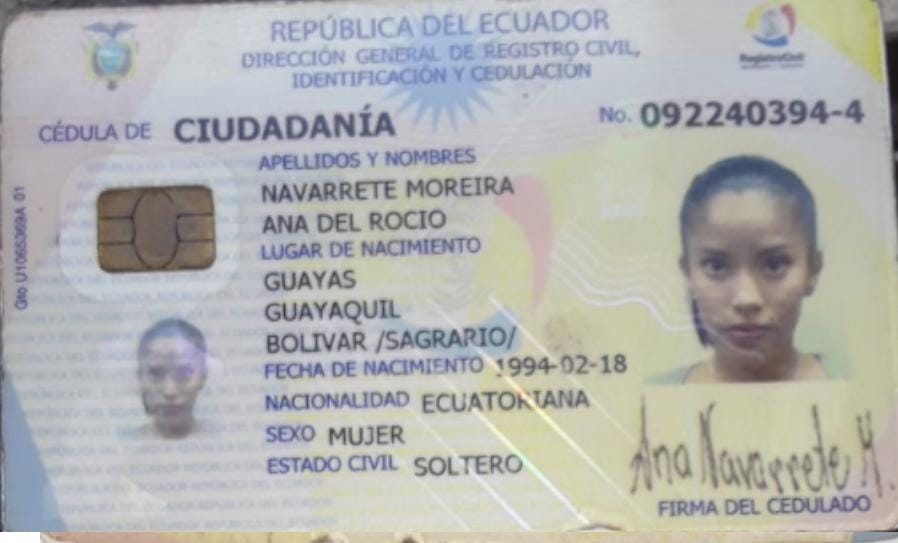 REPÚBLICA DEL ECUADOR
DIRECCIÓN GENERAL DE REGISTRO CIVIL,
IDENTIFICACIÓN Y CEDULACIÓN
RegistroCivil
CÉDULA DE CIUDADANÍA No. 092240394-4
APELLIDOS Y NOMBRES
NAVARRETE MOREIRA
ANA DEL ROCIO
LUGAR DE NACIMIENTO
GUAYAS
GUAYAQUIL
BOLIVAR /SAGRARIO/
FECHA DE NACIMIENTO 1994-02-18
NACIONALIDAD ECUATORIANA
SEXO MUJER
ESTADO CIVIL SOLTERO
Ana Navarrete M.
FIRMA DEL CEDULADO
Gto U1065369A 01